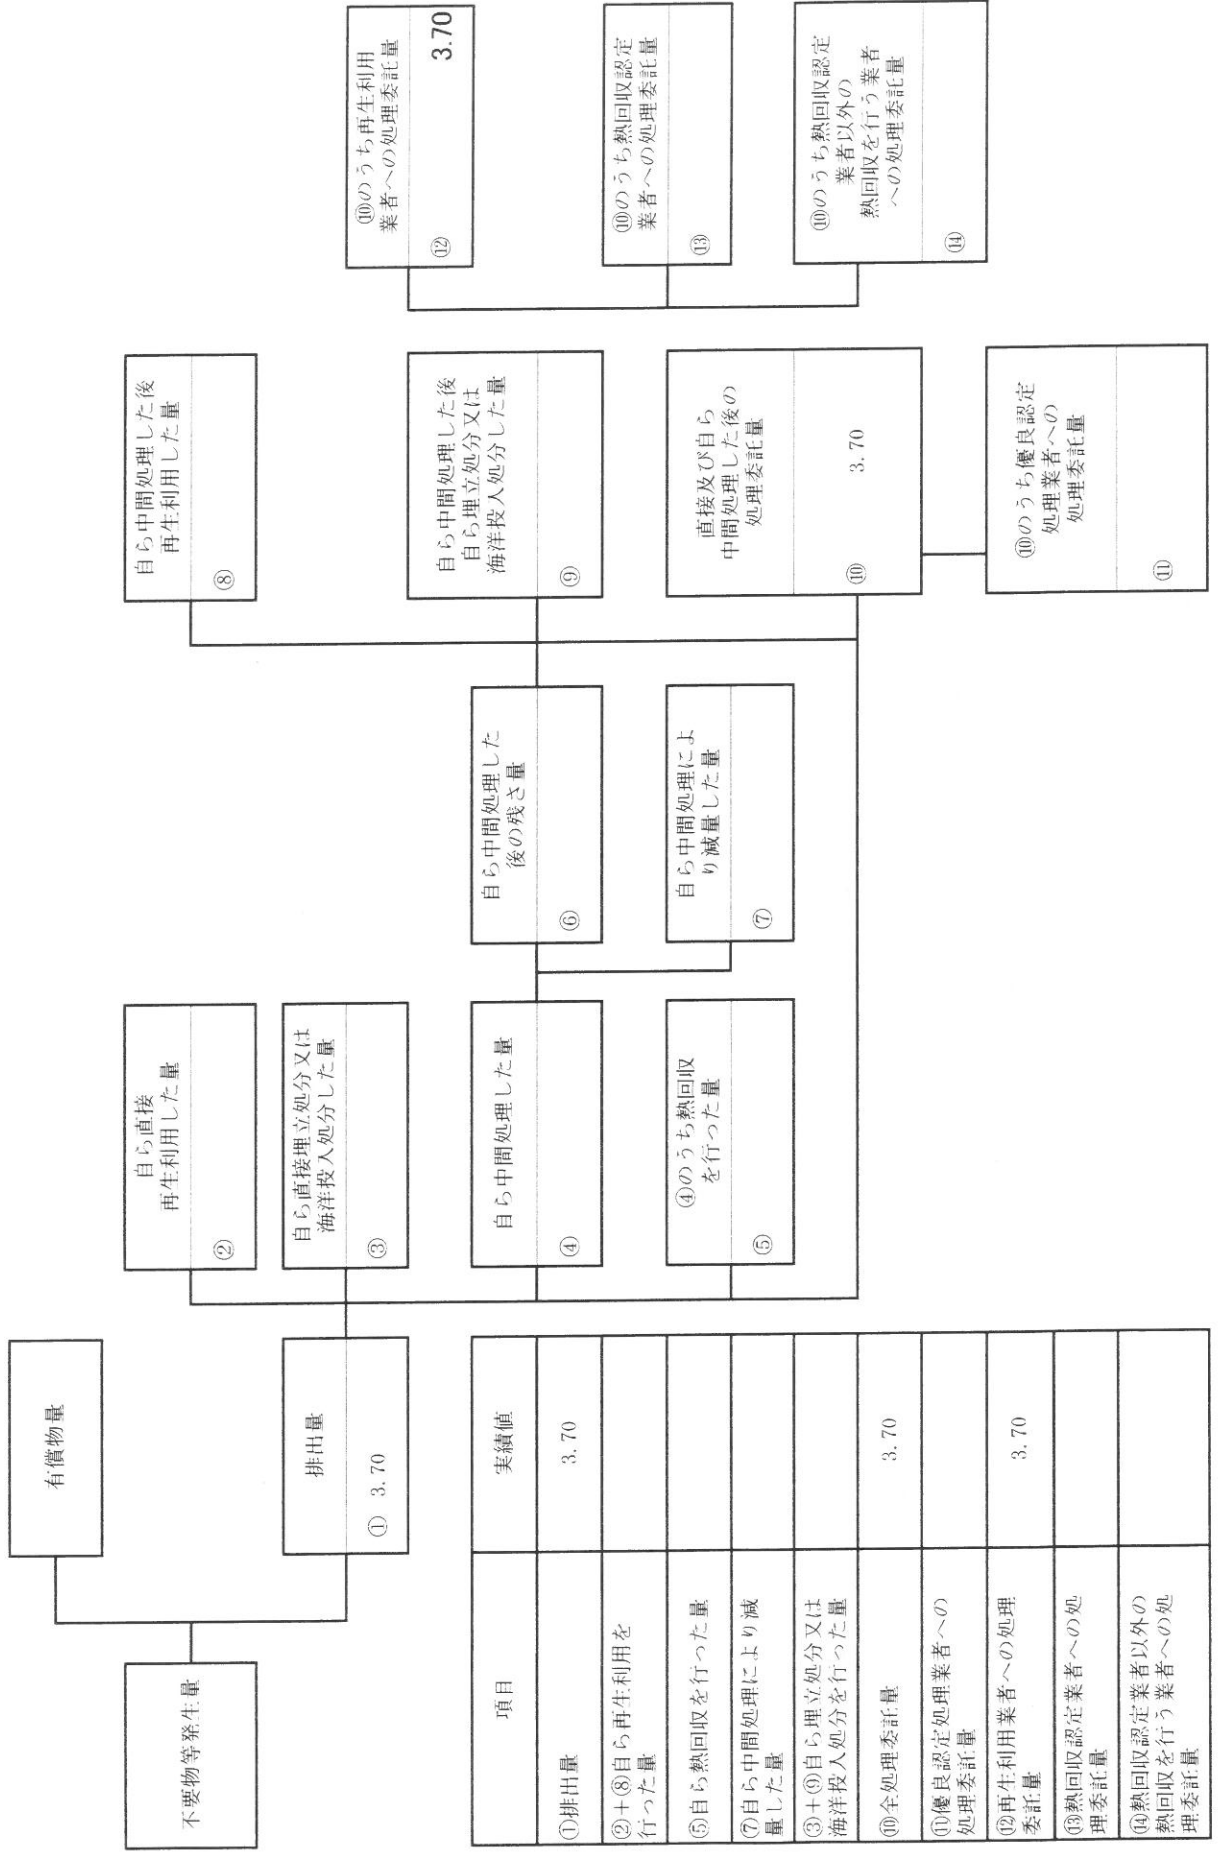 有償物量
不要物等発生量
排出量
① 3.70
自ら直接
再生利用した量
②
自ら直接埋立処分又は
海洋投入処分した量
③
自ら中間処理した量
④
④のうち熱回収
を行った量
⑤
自ら中間処理した
後の残さ量
⑥
自ら中間処理によ
り減量した量
⑦
自ら中間処理した後
再生利用した量
⑧
自ら中間処理した後
自ら埋立処分又は
海洋投入処分した量
⑨
直接及び自ら
中間処理した後の
処理委託量
⑩ 3.70
⑩のうち優良認定
処理業者への
処理委託量
⑪
⑩のうち再生利用
業者への処理委託量
⑫ 3.70
⑩のうち熱回収認定
業者への処理委託量
⑬
⑩のうち熱回収認定
業者以外の
熱回収を行う業者
への処理委託量
⑭
項目 実績値
①排出量 3.70
②+⑧自ら再生利用を
行った量
⑤自ら熱回収を行った量
⑦自ら中間処理により減
量した量
③+⑨自ら埋立処分又は
海洋投入処分を行った量
⑩全処理委託量 3.70
⑪優良認定処理業者への
処理委託量
⑫再生利用業者への処理
委託量 3.70
⑬熱回収認定業者への処
理委託量
⑭熱回収認定業者以外の
熱回収を行う業者への処
理委託量